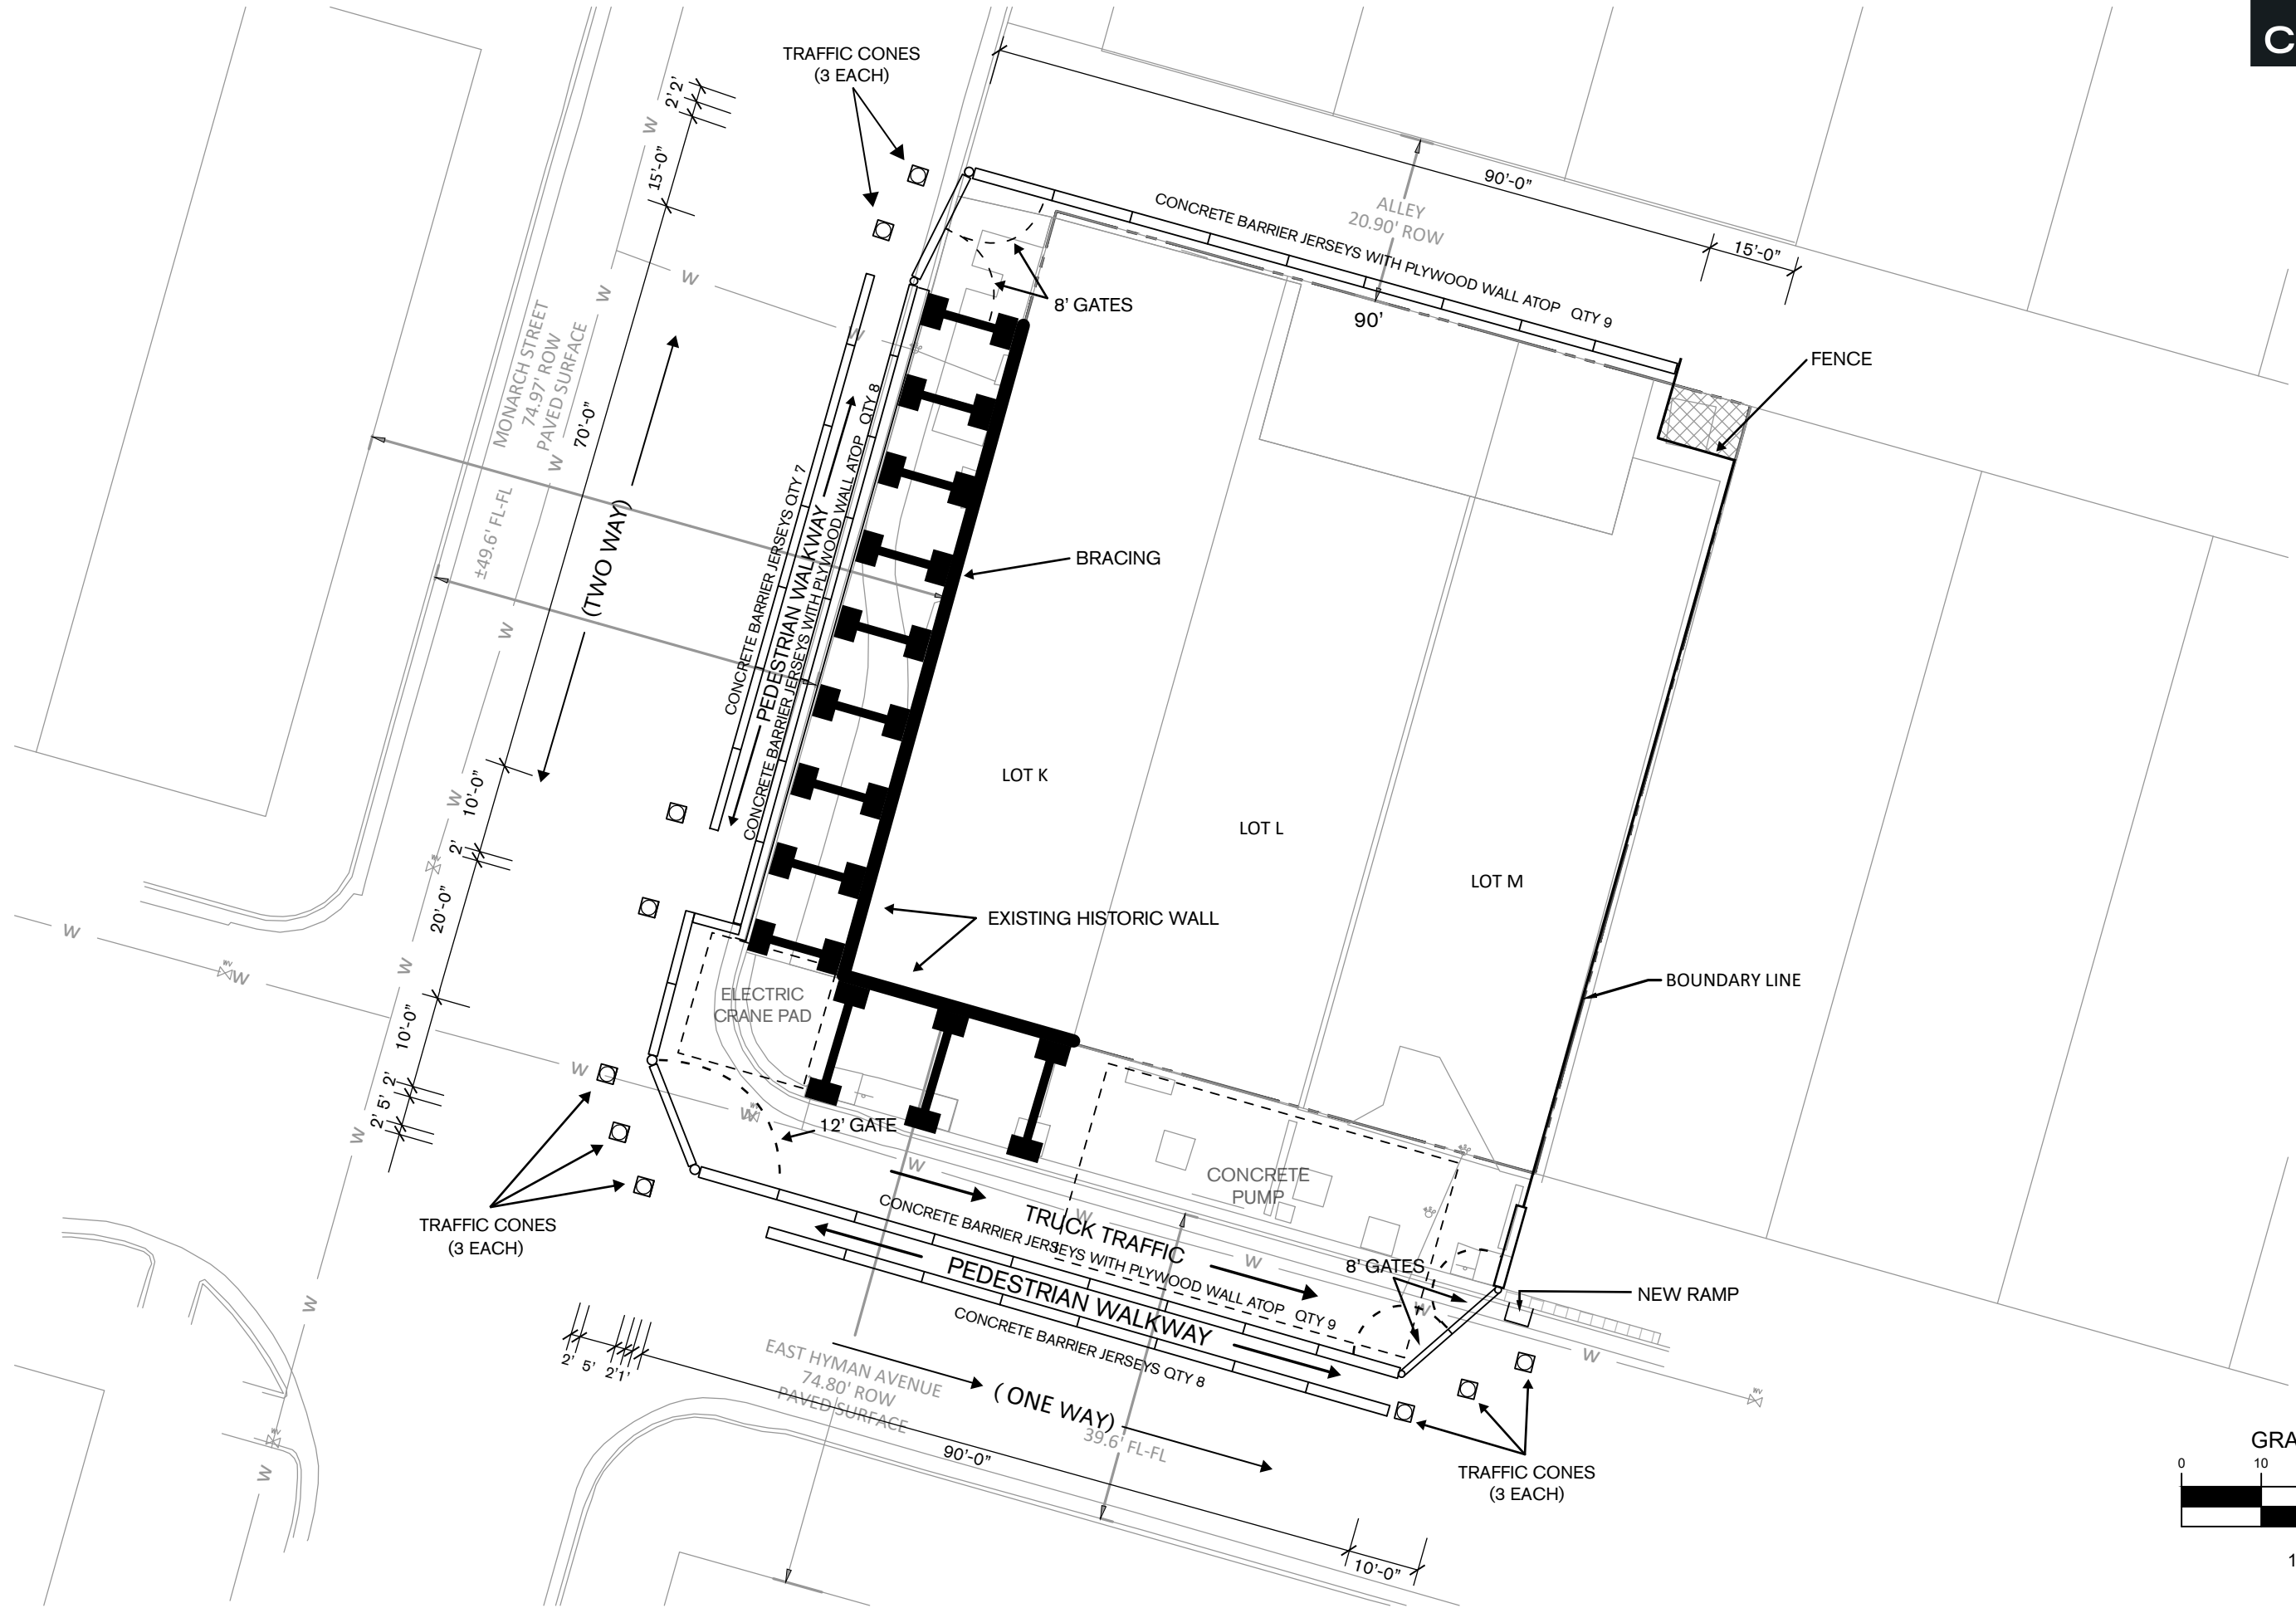 C
TRAFFIC CONES
(3 EACH)
2' 2'
15'-0"
90'-0"
15'-0"
ALLEY
20.90' ROW
CONCRETE BARRIER JERSEYS WITH PLYWOOD WALL ATOP QTY 9
90'
8' GATES
FENCE
W
W
W
W
W
W
W
W
W
MONARCH STREET
74.97' ROW
PAVED SURFACE
±49.6' FL-FL
70'-0"
(TWO WAY)
CONCRETE BARRIER JERSEYS QTY 7
PEDESTRIAN WALKWAY
CONCRETE BARRIER JERSEYS WITH PLYWOOD WALL ATOP QTY 8
BRACING
LOT K
LOT L
LOT M
EXISTING HISTORIC WALL
BOUNDARY LINE
10'-0"
2'
20'-0"
10'-0"
2'
5'
2'
WV
W
WV
W
W
ELECTRIC
CRANE PAD
12' GATE
W
W
TRAFFIC CONES
(3 EACH)
CONCRETE
PUMP
W
W
W
W
W
WV
TRUCK TRAFFIC
CONCRETE BARRIER JERSEYS WITH PLYWOOD WALL ATOP QTY 9
PEDESTRIAN WALKWAY
CONCRETE BARRIER JERSEYS QTY 8
8' GATES
NEW RAMP
W
W
WV
W
2' 5' 2'1'
EAST HYMAN AVENUE
74.80' ROW
PAVED SURFACE
( ONE WAY)
39.6' FL-FL
90'-0"
10'-0"
TRAFFIC CONES
(3 EACH)
GRA
0 10
1